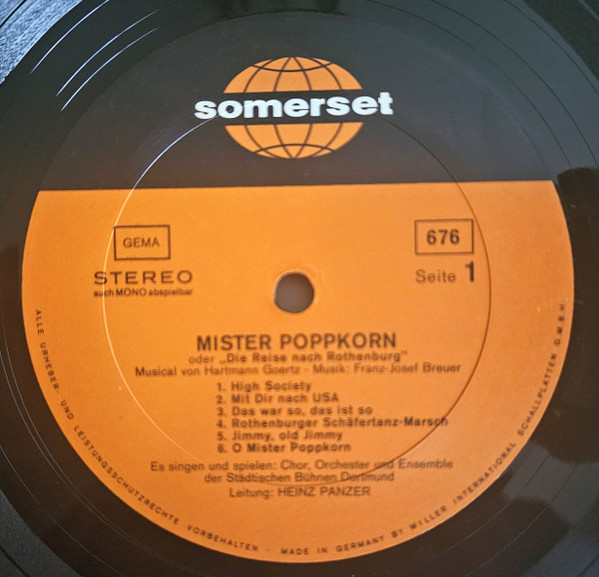 somerset
GEMA
676
STEREO
auch MONO abspielbar
Seite 1
MISTER POPPKORN
oder „Die Reise nach Rothenburg"
Musical von Hartmann Goertz - Musik: Franz-Josef Breuer
1. High Society
2. Mit Dir nach USA
3. Das war so, das ist so
4. Rothenburger Schäfertanz-Marsch
5. Jimmy, old Jimmy
6. O Mister Poppkorn
Es singen und spielen: Chor, Orchester und Ensemble
der Städtischen Bühnen Dortmund
Leitung: HEINZ PANZER
ALLE URHEBER- UND LEISTUNGSSCHUTZRECHTE VORBEHALTEN - MADE IN GERMANY BY MILLER INTERNATIONAL SCHALLPLATTEN G.M.B.H.